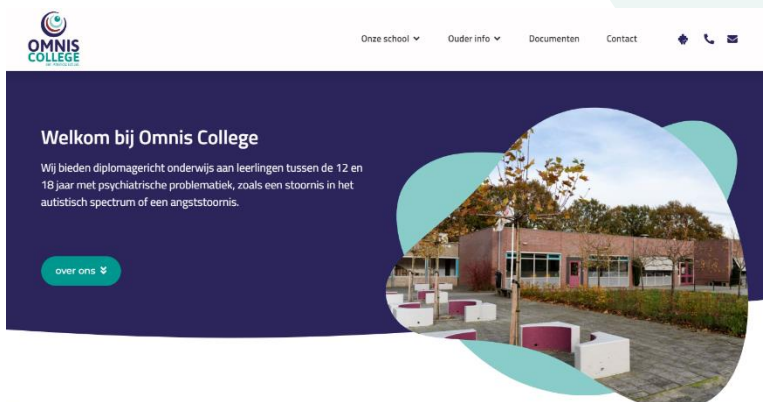 OMNIS
COLLEGE
Onze school
Ouder info
Documenten
Contact
Welkom bij Omnis College
Wij bieden diplomagericht onderwijs aan leerlingen tussen de 12 en
18 jaar met psychiatrische problematiek, zoals een stoornis in het
autistisch spectrum of een angststoornis.
over ons